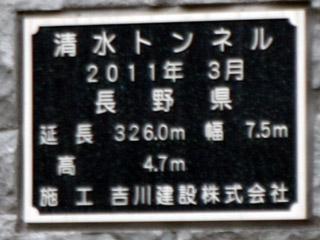 清水トンネル
2011年 3月
長野県
延長 326.0m 幅 7.5m
高 4.7m
施工 吉川建設株式会社